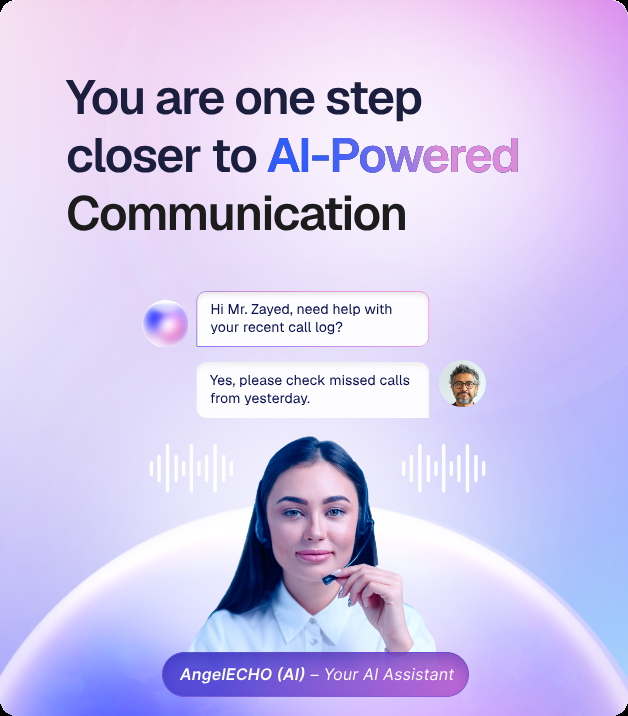 You are one step
closer to AI-Powered
Communication
Hi Mr. Zayed, need help with
your recent call log?
Yes, please check missed calls
from yesterday.
AngelECHO (AI) – Your AI Assistant